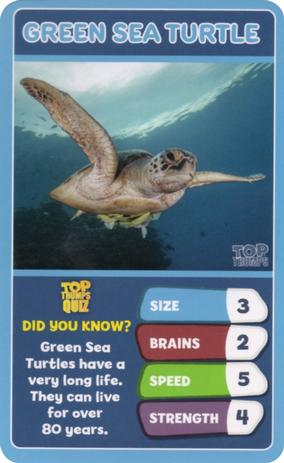 GREEN SEA TURTLE
TOP
TRUMPS
TOP
TRUMPS
QUIZ
DID YOU KNOW?
Green Sea
Turtles have a
very long life.
They can live
for over
80 years.
SIZE 3
BRAINS 2
SPEED 5
STRENGTH 4